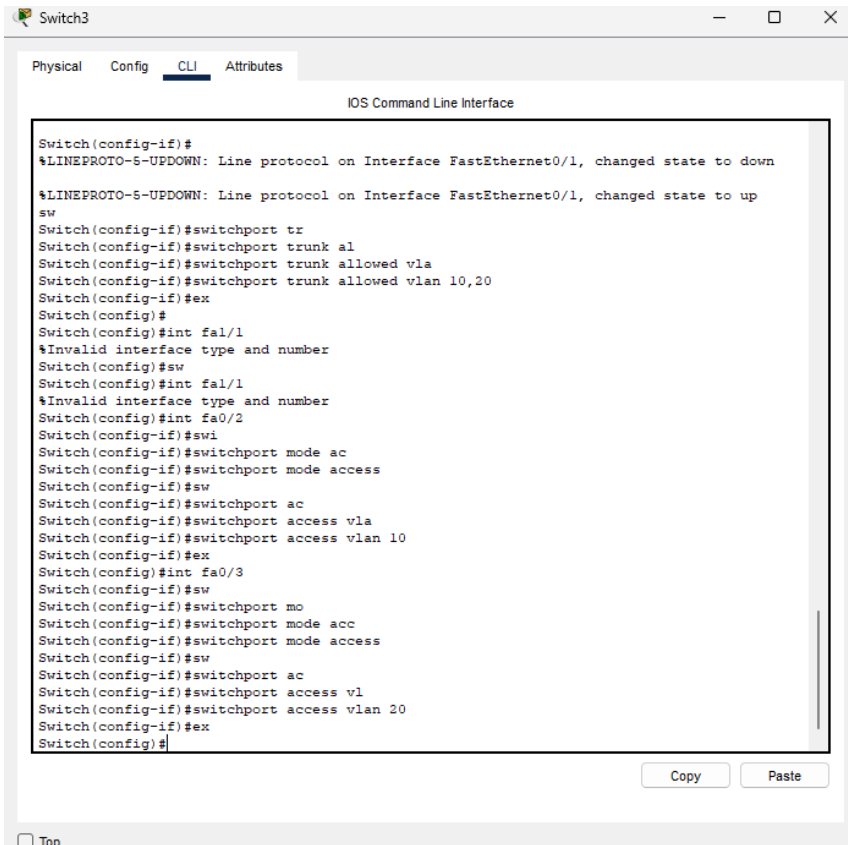 Switch3
Physical Config CLI Attributes
IOS Command Line Interface
Switch(config-if)#
%LINEPROTO-5-UPDOWN: Line protocol on Interface FastEthernet0/1, changed state to down
%LINEPROTO-5-UPDOWN: Line protocol on Interface FastEthernet0/1, changed state to up
sw
Switch(config-if)#switchport tr
Switch(config-if)#switchport trunk al
Switch(config-if)#switchport trunk allowed vla
Switch(config-if)#switchport trunk allowed vlan 10,20
Switch(config-if)#ex
Switch(config)#
Switch(config)#int fa1/1
%Invalid interface type and number
Switch(config)#sw
Switch(config)#int fa1/1
%Invalid interface type and number
Switch(config)#int fa0/2
Switch(config-if)#swi
Switch(config-if)#switchport mode ac
Switch(config-if)#switchport mode access
Switch(config-if)#sw
Switch(config-if)#switchport ac
Switch(config-if)#switchport access vla
Switch(config-if)#switchport access vlan 10
Switch(config-if)#ex
Switch(config)#int fa0/3
Switch(config-if)#sw
Switch(config-if)#switchport mo
Switch(config-if)#switchport mode acc
Switch(config-if)#switchport mode access
Switch(config-if)#sw
Switch(config-if)#switchport ac
Switch(config-if)#switchport access vl
Switch(config-if)#switchport access vlan 20
Switch(config-if)#ex
Switch(config)#
Copy Paste
Top